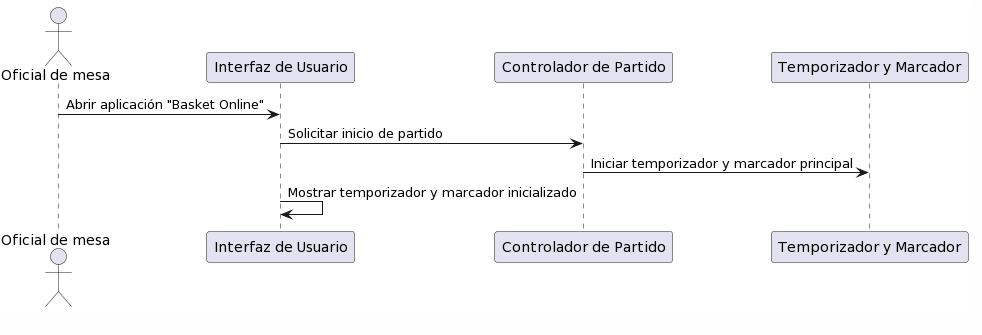 Oficial de mesa
Interfaz de Usuario
Controlador de Partido
Temporizador y Marcador
Abrir aplicación "Basket Online"
Solicitar inicio de partido
Iniciar temporizador y marcador principal
Mostrar temporizador y marcador inicializado
Oficial de mesa
Interfaz de Usuario
Controlador de Partido
Temporizador y Marcador